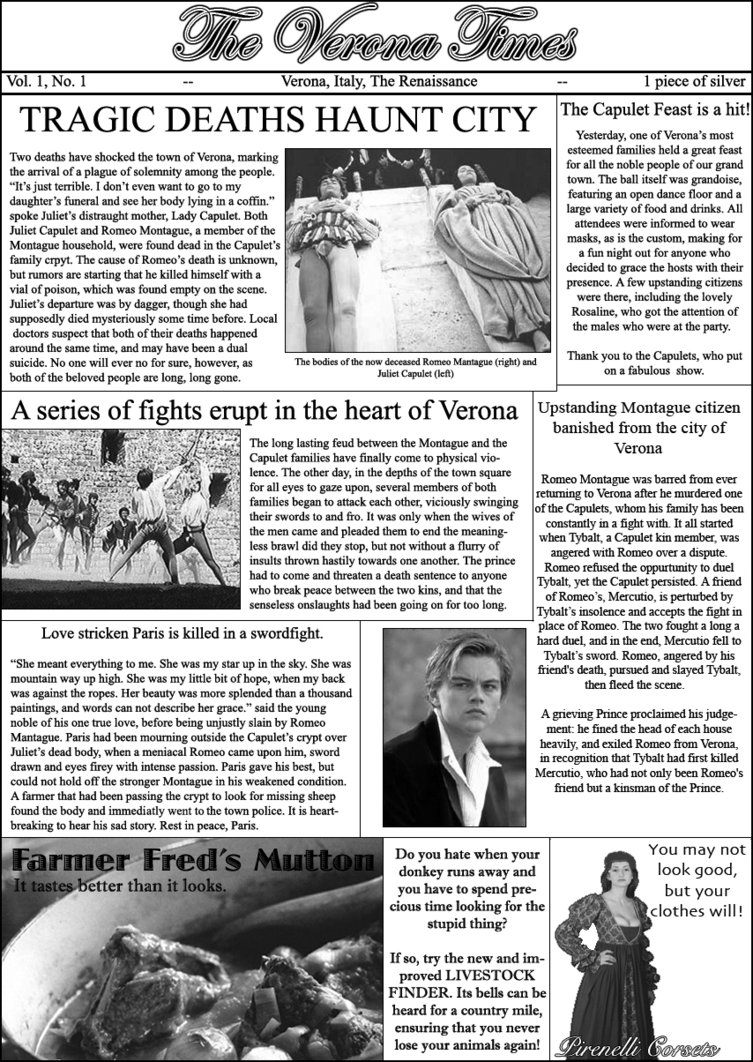 The Verona Times
Vol. 1, No. 1 -- Verona, Italy, The Renaissance -- 1 piece of silver
TRAGIC DEATHS HAUNT CITY
Two deaths have shocked the town of Verona, marking
the arrival of a plague of solemnity among the people.
“It’s just terrible. I don’t even want to go to my
daughter’s funeral and see her body lying in a coffin.”
spoke Juliet’s distraught mother, Lady Capulet. Both
Juliet Capulet and Romeo Montague, a member of the
Montague household, were found dead in the Capulet’s
family crpyt. The cause of Romeo’s death is unknown,
but rumors are starting that he killed himself with a
vial of poison, which was found empty on the scene.
Juliet’s departure was by dagger, though she had
supposedly died mysteriously some time before. Local
doctors suspect that both of their deaths happened
around the same time, and may have been a dual
suicide. No one will ever no for sure, however, as
both of the beloved people are long, long gone.
The bodies of the now deceased Romeo Mantague (right) and
Juliet Capulet (left)
The Capulet Feast is a hit!
Yesterday, one of Verona’s most
esteemed families held a great feast
for all the noble people of our grand
town. The ball itself was grandoise,
featuring an open dance floor and a
large variety of food and drinks. All
attendees were informed to wear
masks, as is the custom, making for
a fun night out for anyone who
decided to grace the hosts with their
presence. A few upstanding citizens
were there, including the lovely
Rosaline, who got the attention of
the males who were at the party.
Thank you to the Capulets, who put
on a fabulous show.
A series of fights erupt in the heart of Verona
The long lasting feud between the Montague and the
Capulet families have finally come to physical vio-
lence. The other day, in the depths of the town square
for all eyes to gaze upon, several members of both
families began to attack each other, viciously swinging
their swords to and fro. It was only when the wives of
the men came and pleaded them to end the meaning-
less brawl did they stop, but not without a flurry of
insults thrown hastily towards one another. The prince
had to come and threaten a death sentence to anyone
who break peace between the two kins, and that the
senseless onslaughts had been going on for too long.
Upstanding Montague citizen
banished from the city of
Verona
Romeo Montague was barred from ever
returning to Verona after he murdered one
of the Capulets, whom his family has been
constantly in a fight with. It all started
when Tybalt, a Capulet kin member, was
angered with Romeo over a dispute.
Romeo refused the oppurtunity to duel
Tybalt, yet the Capulet persisted. A friend
of Romeo’s, Mercutio, is perturbed by
Tybalt’s insolence and accepts the fight in
place of Romeo. The two fought a long a
hard duel, and in the end, Mercutio fell to
Tybalt’s sword. Romeo, angered by his
friend's death, pursued and slayed Tybalt,
then fleed the scene.
A grieving Prince proclaimed his judge-
ment: he fined the head of each house
heavily, and exiled Romeo from Verona,
in recognition that Tybalt had first killed
Mercutio, who had not only been Romeo's
friend but a kinsman of the Prince.
Love stricken Paris is killed in a swordfight.
“She meant everything to me. She was my star up in the sky. She was
mountain way up high. She was my little bit of hope, when my back
was against the ropes. Her beauty was more splended than a thousand
paintings, and words can not describe her grace.” said the young
noble of his one true love, before being unjustly slain by Romeo
Mantague. Paris had been mourning outside the Capulet’s crypt over
Juliet’s dead body, when a meniacal Romeo came upon him, sword
drawn and eyes firey with intense passion. Paris gave his best, but
could not hold off the stronger Montague in his weakened condition.
A farmer that had been passing the crypt to look for missing sheep
found the body and immediatly went to the town police. It is heart-
breaking to hear his sad story. Rest in peace, Paris.
Farmer Fred’s Mutton
It tastes better than it looks.
Do you hate when your
donkey runs away and
you have to spend pre-
cious time looking for the
stupid thing?
If so, try the new and im-
proved LIVESTOCK
FINDER. Its bells can be
heard for a country mile,
ensuring that you never
lose your animals again!
You may not
look good,
but your
clothes will!
Pirenelli Corsets